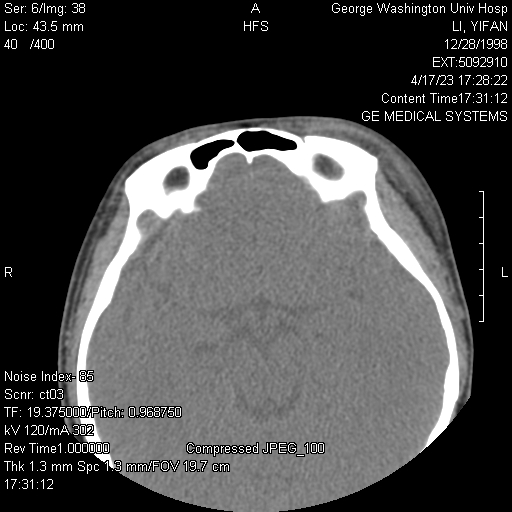 Ser: 6/Img: 38
Loc: 43.5 mm
40 /400
A
HFS
George Washington Univ Hosp
LI, YIFAN
12/28/1998
EXT:5092910
4/17/23 17:28:22
Content Time17:31:12
GE MEDICAL SYSTEMS
R
L
Noise Index- 85
Scnr: ct03
TF: 19.375000/Pitch: 0.968750
kV 120/mA 302
Rev Time1.000000
Compressed JPEG_100
Thk 1.3 mm Spc 1.3 mm/FOV 19.7 cm
17:31:12